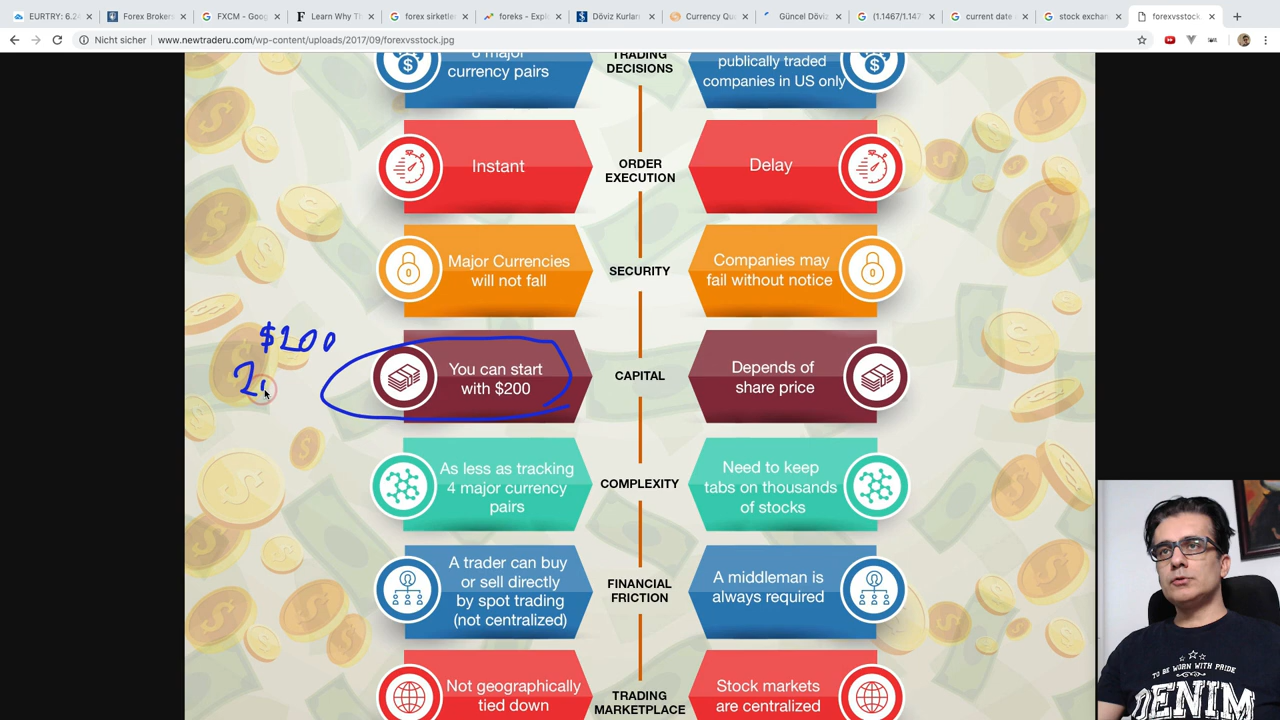 EURTRY: 6.2
Forex Broker
FXCM - Goo
Learn Why Th
forex sirketle
foreks - Expl
Döviz Kurları
Currency Qu
Güncel Döviz
(1.1467/1.147
current date
stock exchan
forexvsstock.
Nicht sicher | www.newtraderu.com/wp-content/uploads/2017/09/forexvsstock.jpg
major
currency pairs
TRADING
DECISIONS
publically traded
companies in US only
Instant
ORDER
EXECUTION
Delay
Major Currencies
will not fall
SECURITY
Companies may
fail without notice
$200
2
You can start
with $200
CAPITAL
Depends of
share price
As less as tracking
4 major currency
pairs
COMPLEXITY
Need to keep
tabs on thousands
of stocks
A trader can buy
or sell directly
by spot trading
(not centralized)
FINANCIAL
FRICTION
A middleman is
always required
Not geographically
tied down
TRADING
MARKETPLACE
Stock markets
are centralized
TO BE WORN WITH PRIDE
DENIM